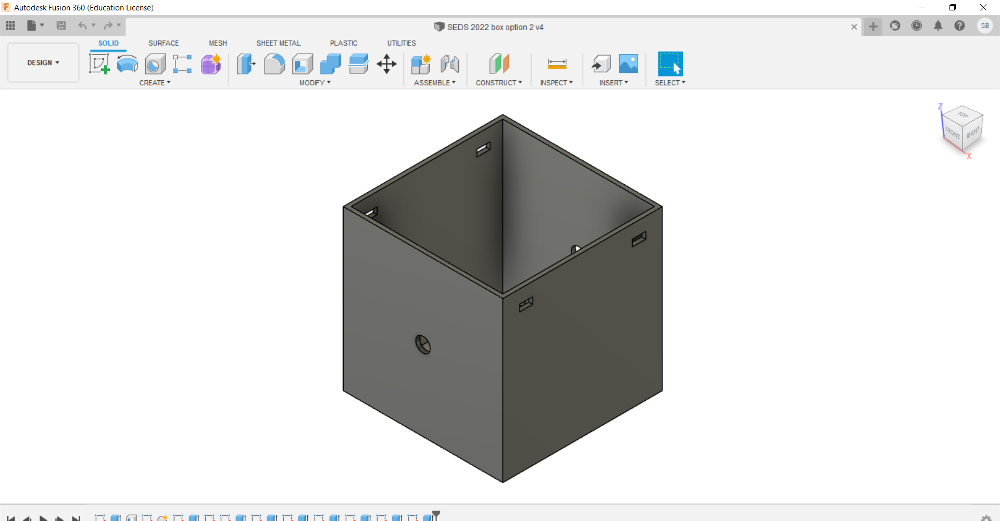 Autodesk Fusion 360 (Education License)
SEDS 2022 box option 2 v4
SB
SOLID SURFACE MESH SHEET METAL PLASTIC UTILITIES
DESIGN
CREATE MODIFY ASSEMBLE CONSTRUCT INSPECT INSERT SELECT
Z
TOP
FRONT RIGHT
X